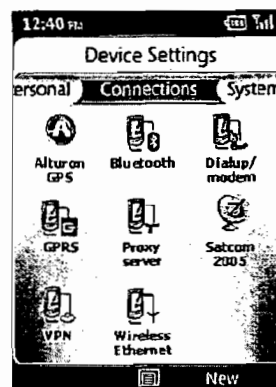 12:40 PM
Device Settings
ersonal Connections System
Alturon GPS
Bluetooth
Dialup/ modem
GPRS
Proxy server
Satcom 2005
VPN
Wireless Ethernet
New